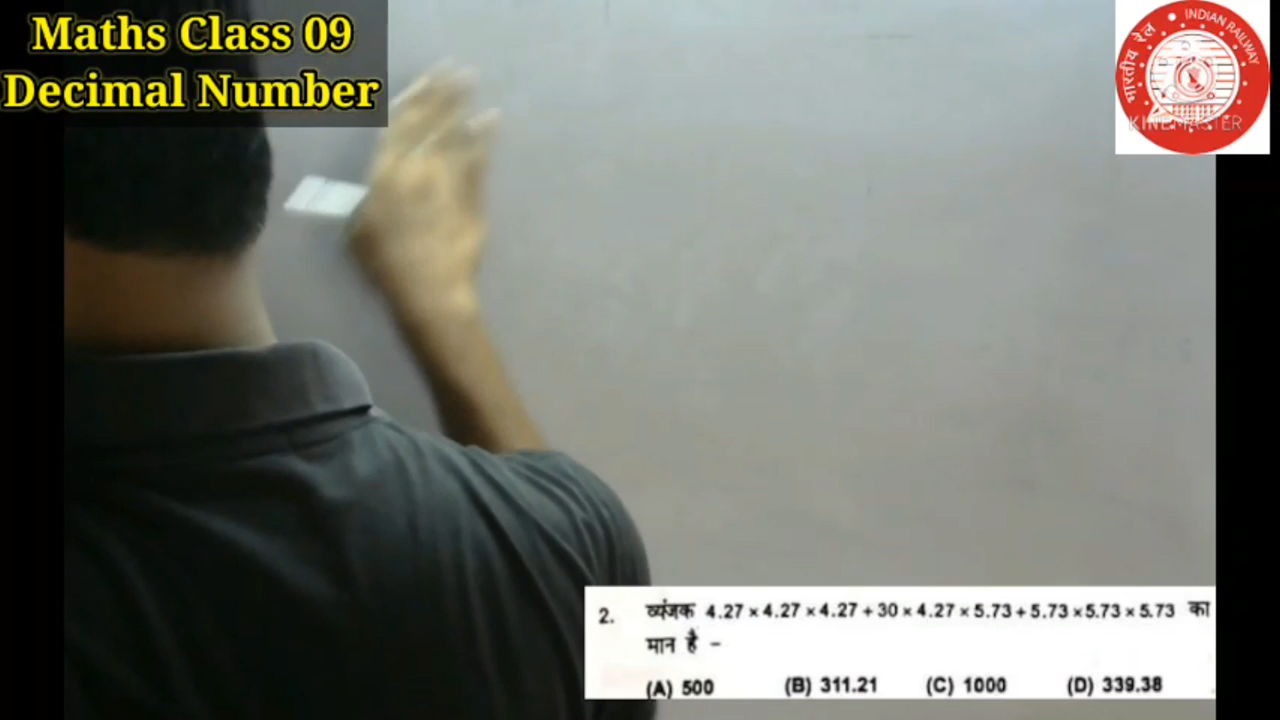 Maths Class 09
Decimal Number
भारतीय रेल
INDIAN RAILWAY
KINEMASTER
2. व्यंजक 4.27 × 4.27 × 4.27 + 30 × 4.27 × 5.73 + 5.73 × 5.73 × 5.73 का
मान है -
(A) 500 (B) 311.21 (C) 1000 (D) 339.38